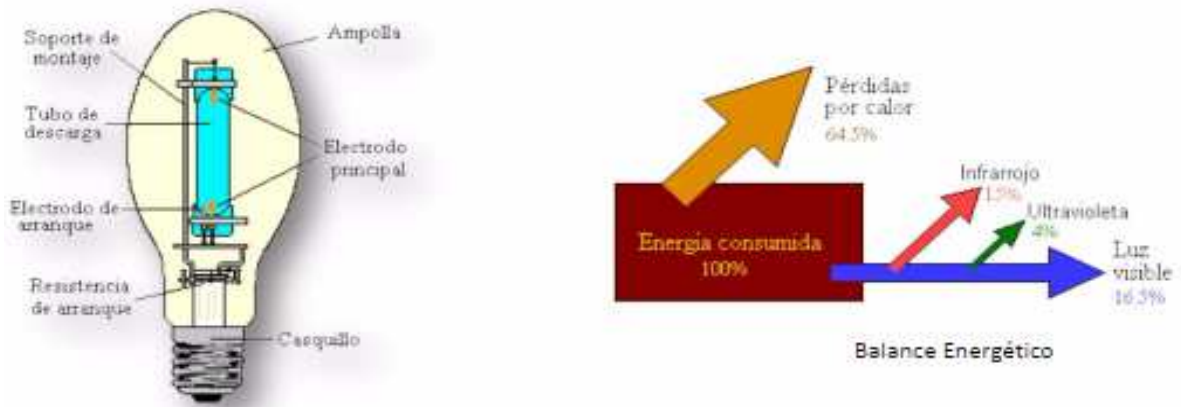 Soporte de
montaje
Ampolla
Tubo de
descarga
Electrodo
principal
Electrodo de
arranque
Resistencia
de arranque
Casquillo
Pérdidas
por calor
64.5%
Infrarrojo
15%
Ultravioleta
4%
Energía consumida
100%
Luz
visible
16.5%
Balance Energético